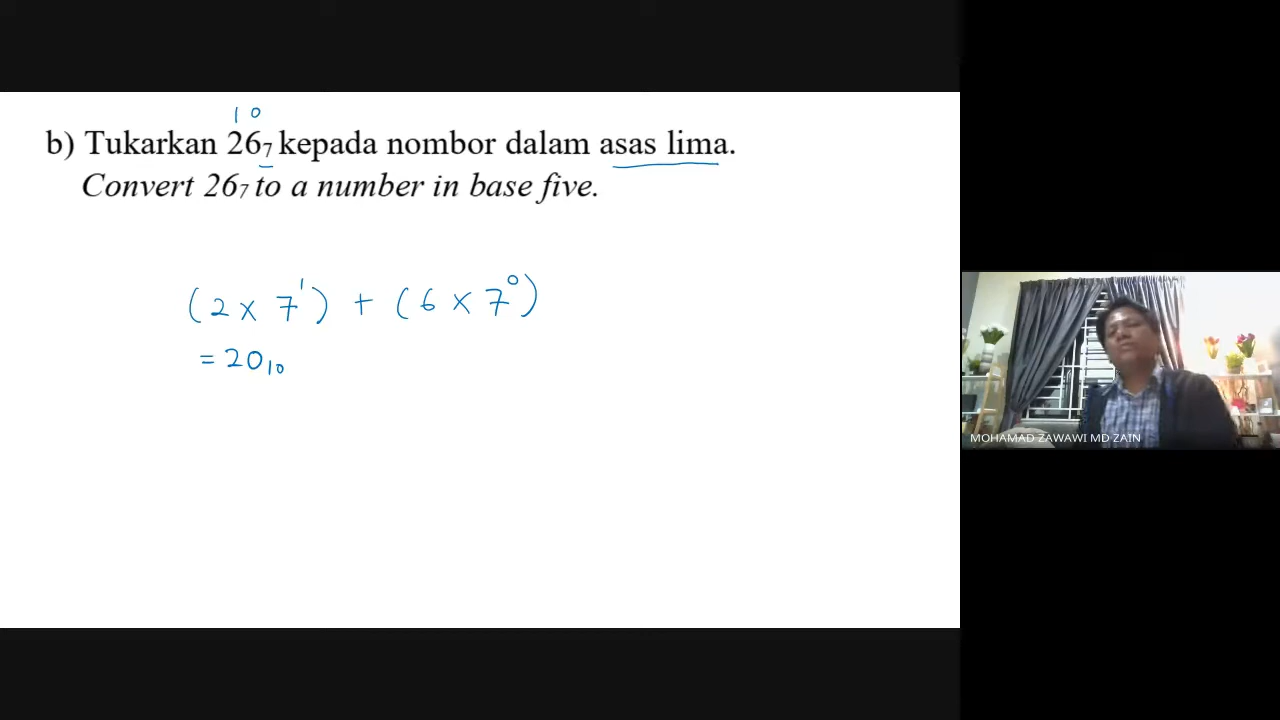 1 0
b) Tukarkan 26₇ kepada nombor dalam asas lima.
Convert 26₇ to a number in base five.
(2 × 7¹) + (6 × 7⁰)
= 20₁₀
MOHAMAD ZAWAWI MD ZAIN